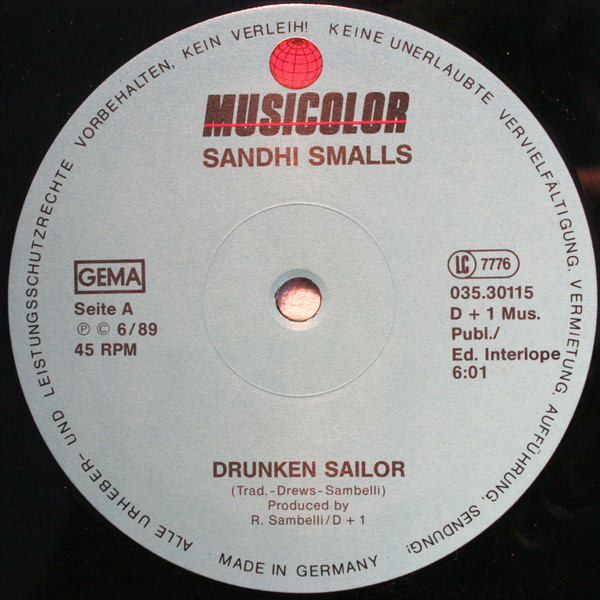 ALLE URHEBER- UND LEISTUNGSSCHUTZRECHTE VORBEHALTEN, KEIN VERLEIH! KEINE UNERLAUBTE VERVIELFÄLTIGUNG, VERMIETUNG, AUFFÜHRUNG, SENDUNG!
MUSICOLOR
SANDHI SMALLS
GEMA
Seite A
Ⓟ © 6/89
45 RPM
LC 7776
035.30115
D + 1 Mus.
Publ./
Ed. Interlope
6:01
DRUNKEN SAILOR
(Trad.-Drews-Sambelli)
Produced by
R. Sambelli/D + 1
MADE IN GERMANY